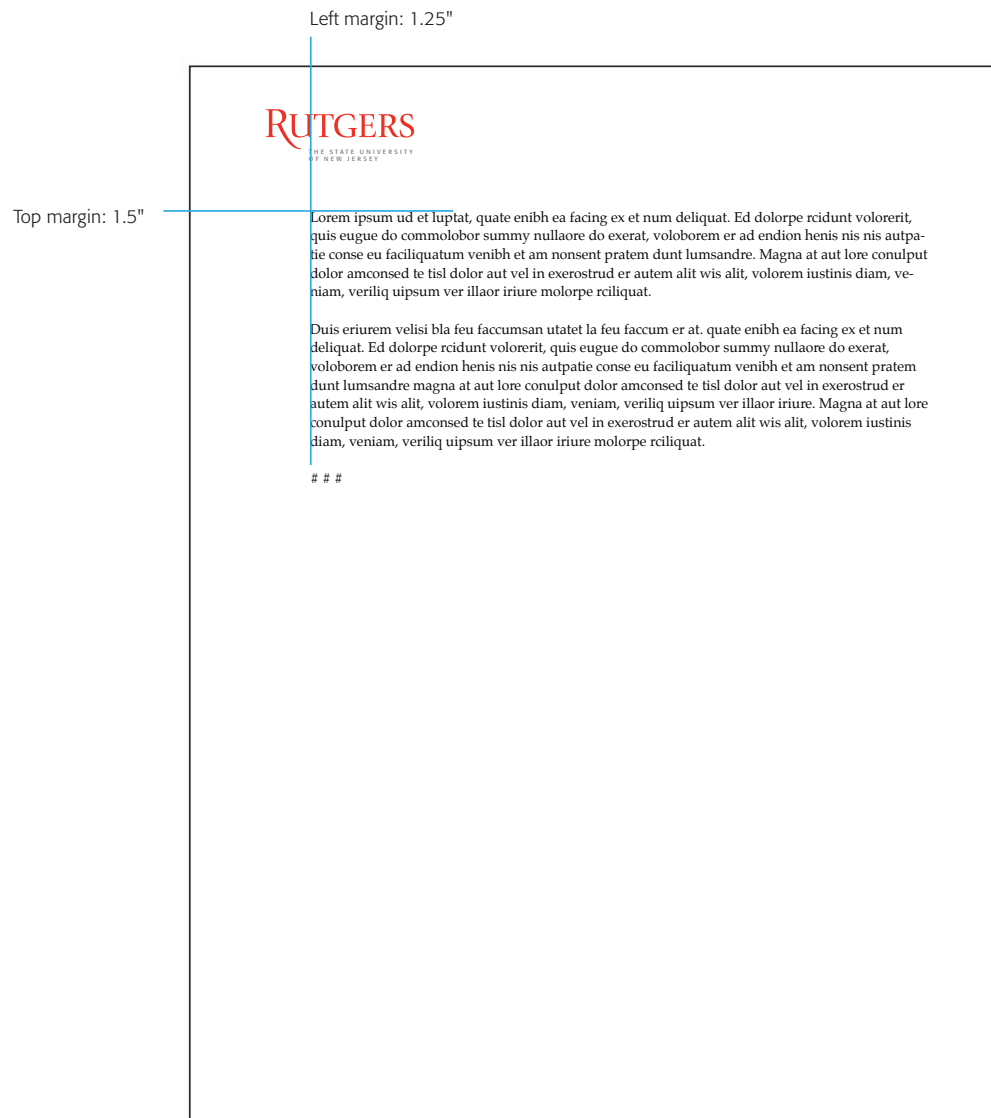 Left margin: 1.25"
RUTGERS
THE STATE UNIVERSITY
OF NEW JERSEY
Top margin: 1.5"
Lorem ipsum ud et luptat, quate enibh ea facing ex et num deliquat. Ed dolorpe rcidunt volorerit,
quis eugue do commolobor summy nullaore do exerat, voloborem er ad endion henis nis nis autpa-
tie conse eu faciliquatum venibh et am nonsent pratem dunt lumsandre. Magna at aut lore conulput
dolor amconsed te tisl dolor aut vel in exerostrud er autem alit wis alit, volorem iustinis diam, ve-
niam, veriliq uipsum ver illaor iriure molorpe rciliquat.
Duis eriurem velisi bla feu faccumsan utatet la feu faccum er at. quate enibh ea facing ex et num
deliquat. Ed dolorpe rcidunt volorerit, quis eugue do commolobor summy nullaore do exerat,
voloborem er ad endion henis nis nis autpatie conse eu faciliquatum venibh et am nonsent pratem
dunt lumsandre magna at aut lore conulput dolor amconsed te tisl dolor aut vel in exerostrud er
autem alit wis alit, volorem iustinis diam, veniam, veriliq uipsum ver illaor iriure. Magna at aut lore
conulput dolor amconsed te tisl dolor aut vel in exerostrud er autem alit wis alit, volorem iustinis
diam, veniam, veriliq uipsum ver illaor iriure molorpe rciliquat.
# # #